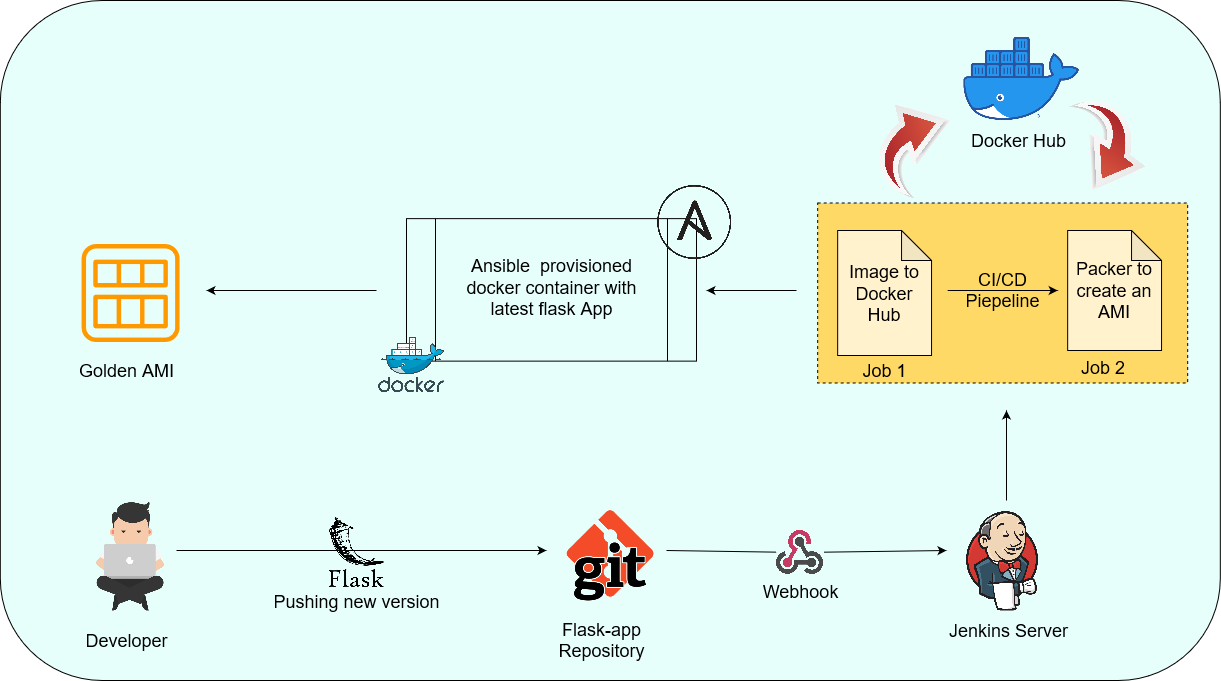 Docker Hub
Ansible  provisioned
docker container with
latest flask App
Image to
Docker
Hub
CI/CD
Piepeline
Packer to
create an
AMI
Job 1
Job 2
docker
Golden AMI
Flask
Pushing new version
Developer
git
Flask-app
Repository
Webhook
Jenkins Server